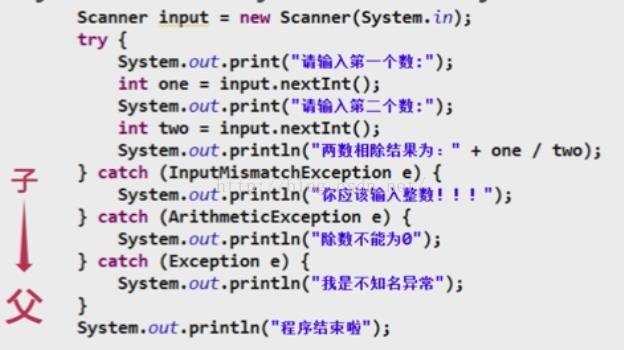 Scanner input = new Scanner(System.in);
try {
System.out.print("请输入第一个数:");
int one = input.nextInt();
System.out.print("请输入第二个数:");
int two = input.nextInt();
System.out.println("两数相除结果为：" + one / two);
} catch (InputMismatchException e) {
System.out.println("你应该输入整数！！！");
} catch (ArithmeticException e) {
System.out.println("除数不能为0");
} catch (Exception e) {
System.out.println("我是不知名异常");
}
System.out.println("程序结束啦");
子
父